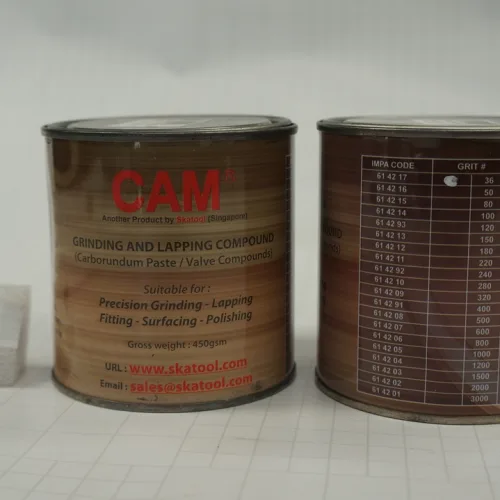 CAM
Another Product by Skatool (Singapore)
GRINDING AND LAPPING COMPOUND
(Carborundum Paste / Valve Compounds)
Suitable for :
Precision Grinding - Lapping
Fitting - Surfacing - Polishing
Gross weight : 450gsm
URL : www.skatool.com
Email : sales@skatool.com
IMPA CODE GRIT #
61 42 17 36
61 42 16 50
61 42 15 80
61 42 14 100
61 42 93 120
61 42 13 150
61 42 12 180
61 42 11 220
61 42 92 240
61 42 10 280
61 42 09 320
61 42 91 400
61 42 08 500
61 42 07 600
61 42 06 800
61 42 05 1000
61 42 04 1200
61 42 03 1500
61 42 02 2000
61 42 01 3000